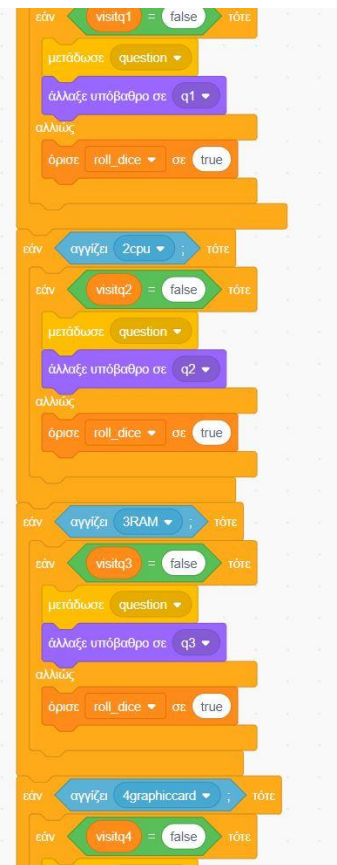 εάν visitq1 = false τότε
μετάδωσε question
άλλαξε υπόβαθρο σε q1
αλλιώς
όρισε roll_dice σε true
εάν αγγίζει 2cpu ; τότε
εάν visitq2 = false τότε
μετάδωσε question
άλλαξε υπόβαθρο σε q2
αλλιώς
όρισε roll_dice σε true
εάν αγγίζει 3RAM ; τότε
εάν visitq3 = false τότε
μετάδωσε question
άλλαξε υπόβαθρο σε q3
αλλιώς
όρισε roll_dice σε true
εάν αγγίζει 4graphiccard ; τότε
εάν visitq4 = false τότε